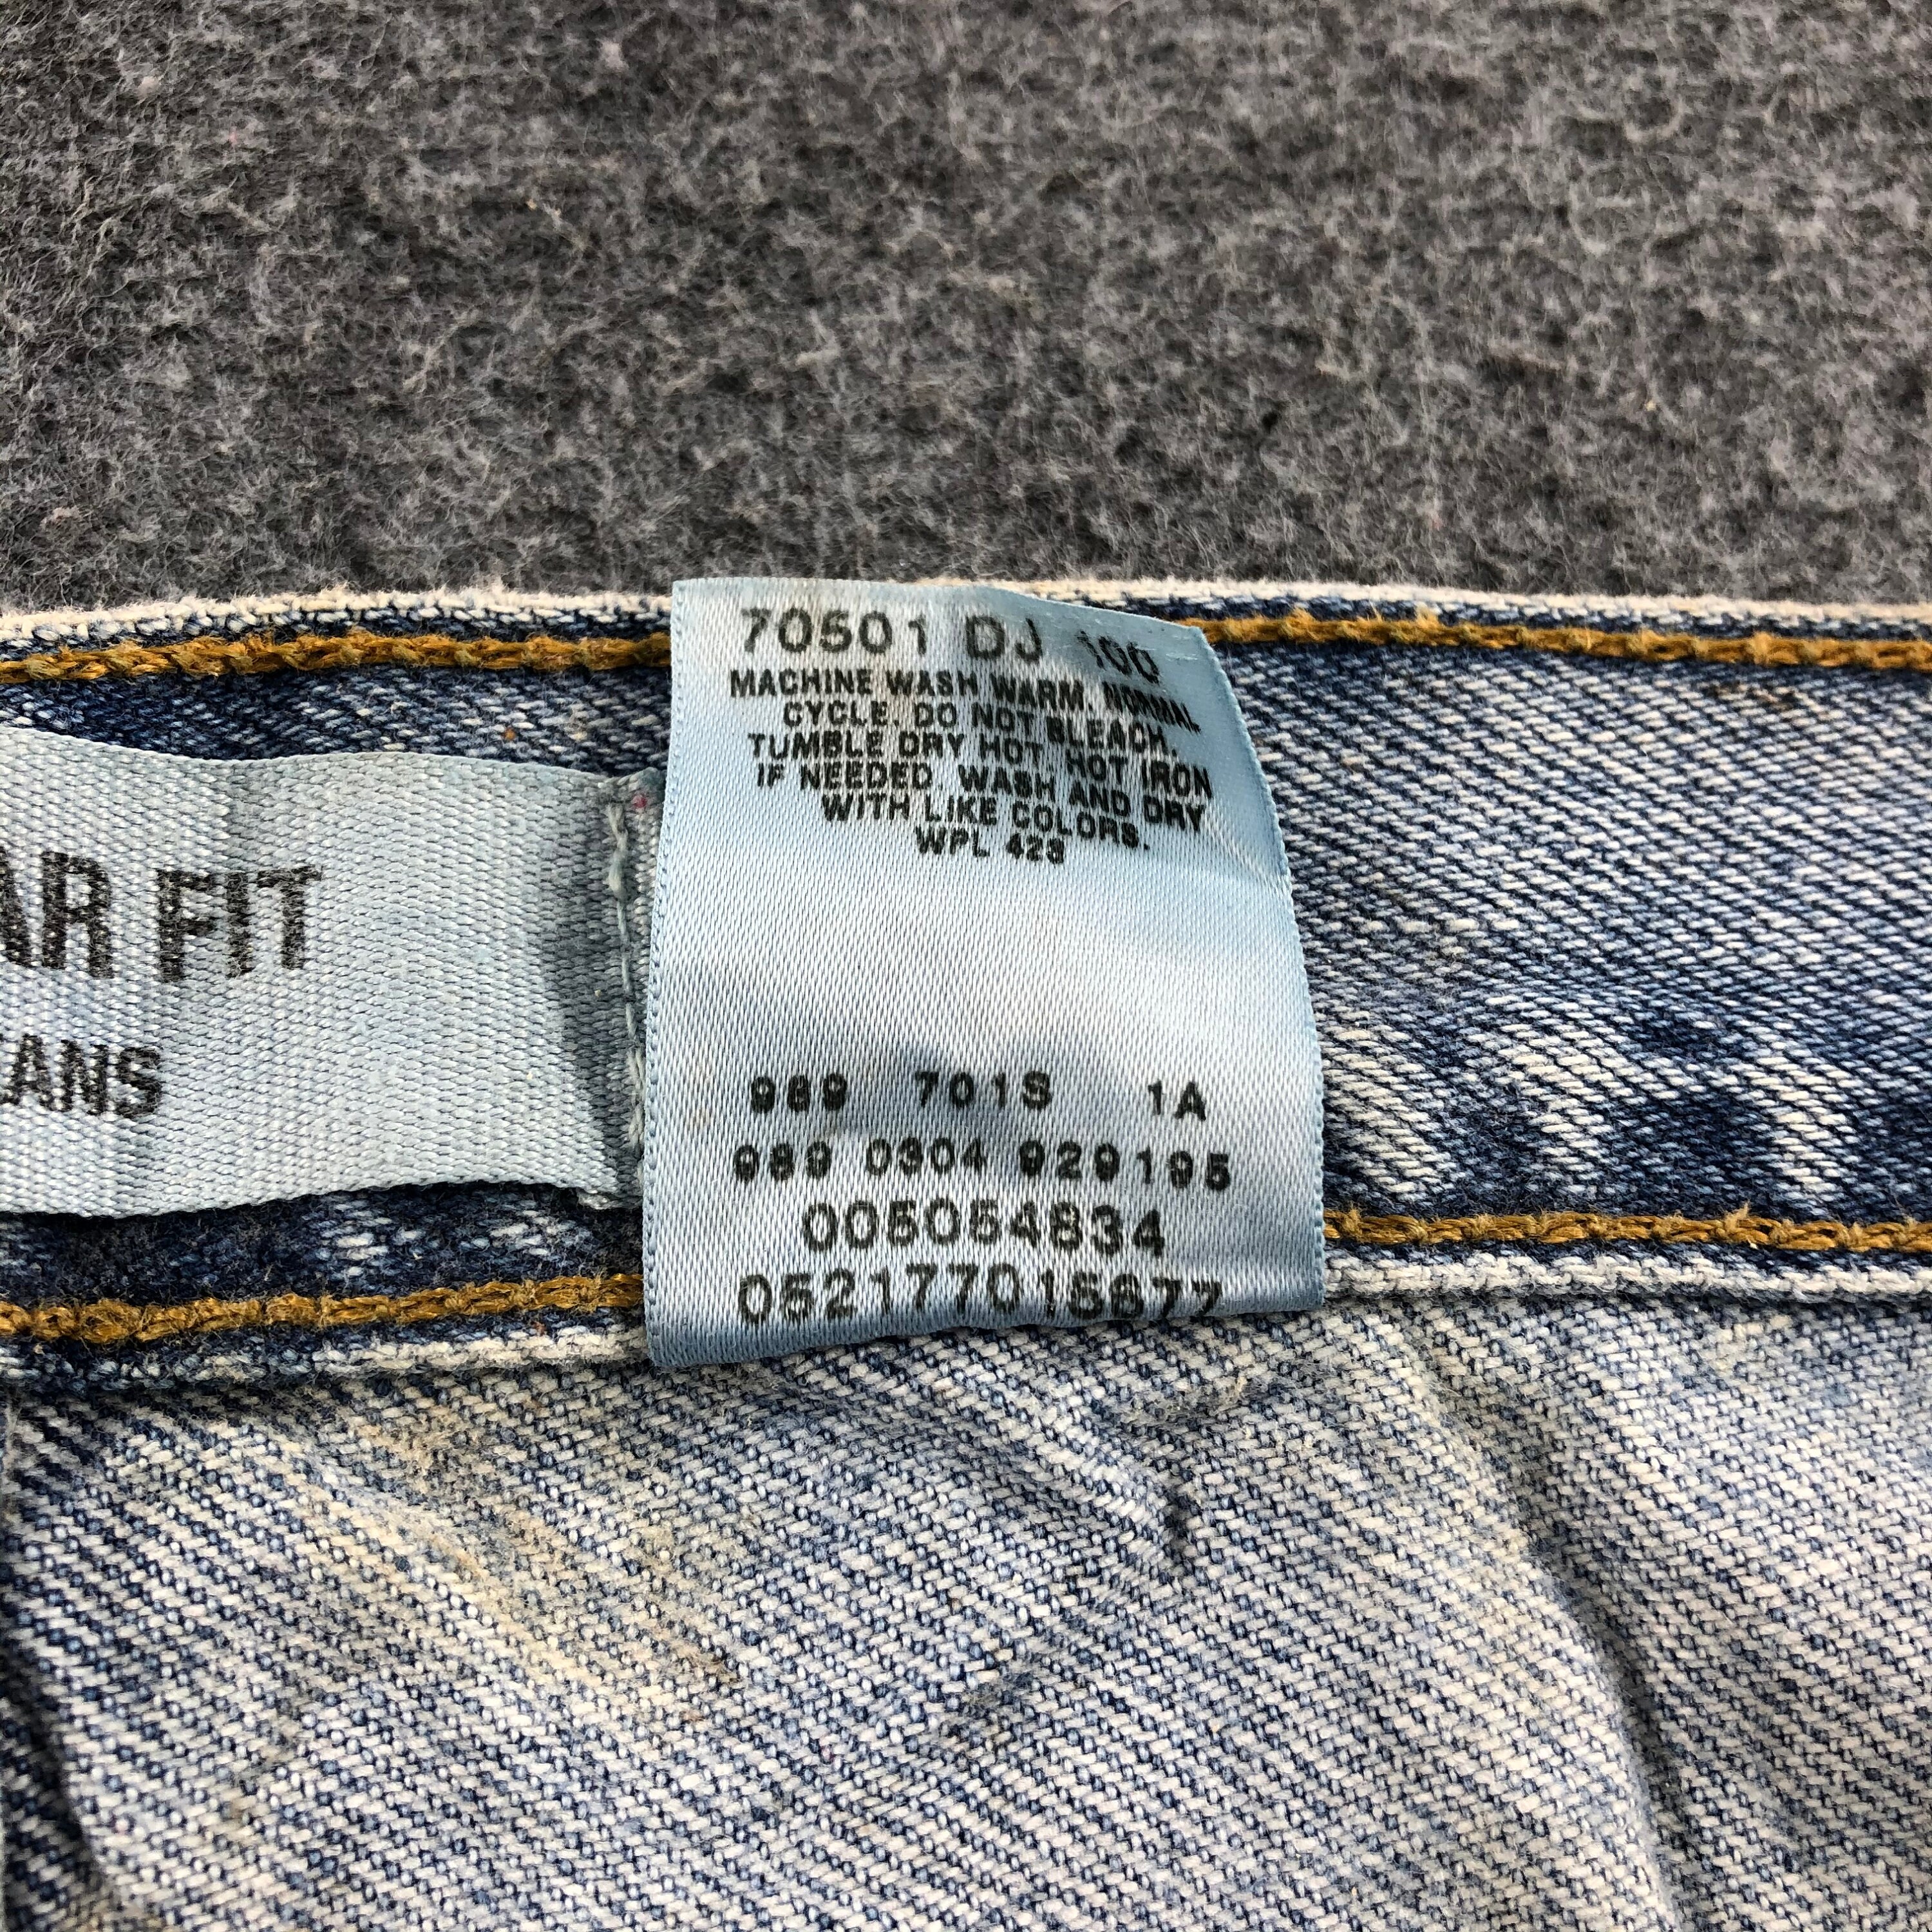 AR FIT
ANS
70501 DJ 100
MACHINE WASH WARM. NORMAL
CYCLE. DO NOT BLEACH.
TUMBLE DRY HOT HOT IRON
IF NEEDED. WASH AND DRY
WITH LIKE COLORS.
WPL 423
989 701S 1A
989 0304 929195
005054834
052177015677